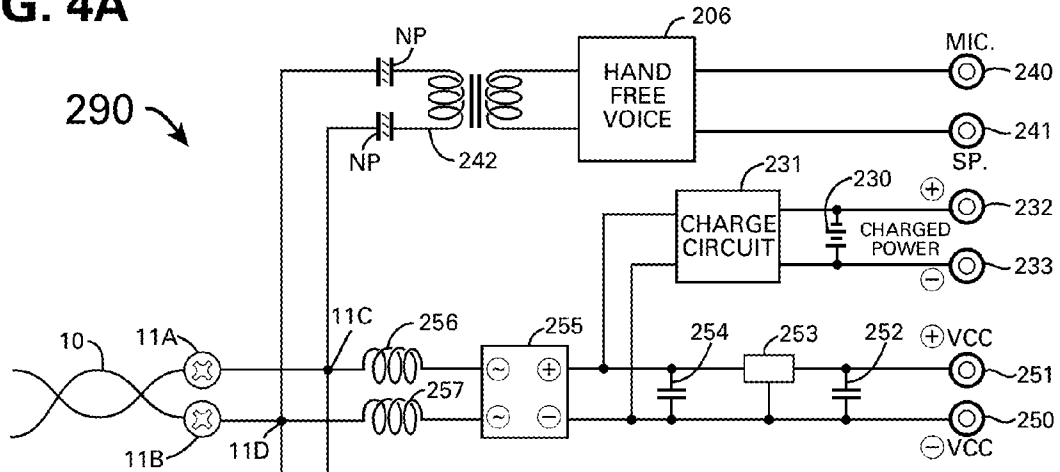 G. 4A
NP
206
MIC.
HAND
FREE
VOICE
240
290
241
NP
242
SP.
231
230
+
232
CHARGE
CIRCUIT
CHARGED
POWER
−
233
11C
256
255
254
253
252
+ VCC
10
11A
~
+
251
257
~
−
250
11B
11D
− VCC